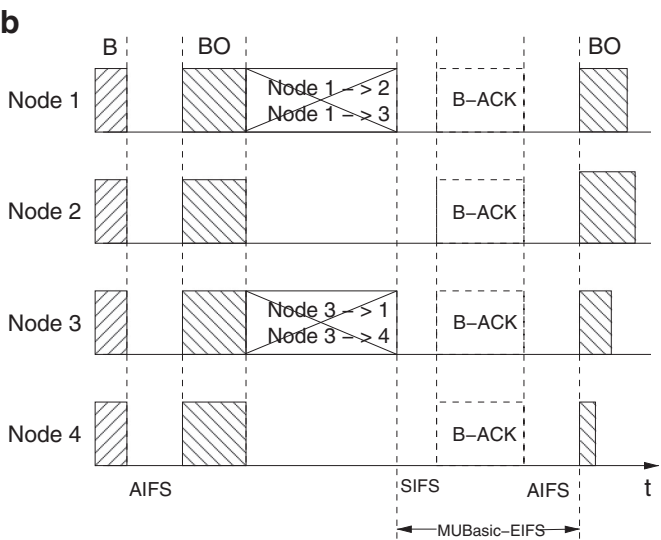 b
B BO BO
Node 1
Node 1 – > 2
Node 1 – > 3
B–ACK
Node 2
B–ACK
Node 3
Node 3 – > 1
Node 3 – > 4
B–ACK
Node 4
B–ACK
AIFS SIFS AIFS t
MUBasic–EIFS